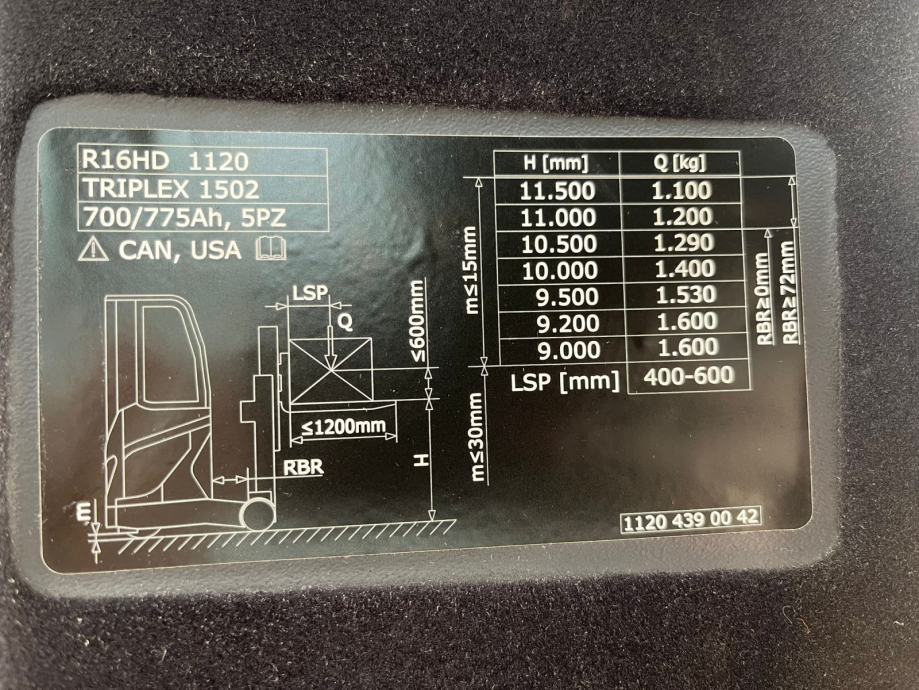 R16HD 1120
TRIPLEX 1502
700/775Ah, 5PZ
CAN, USA
LSP
Q
≤600mm
≤1200mm
H
RBR
m
m≤15mm
m≤30mm
H [mm] Q [kg]
11.500 1.100
11.000 1.200
10.500 1.290
10.000 1.400
9.500 1.530
9.200 1.600
9.000 1.600
LSP [mm] 400-600
RBR≥0mm
RBR≥72mm
1120 439 00 42